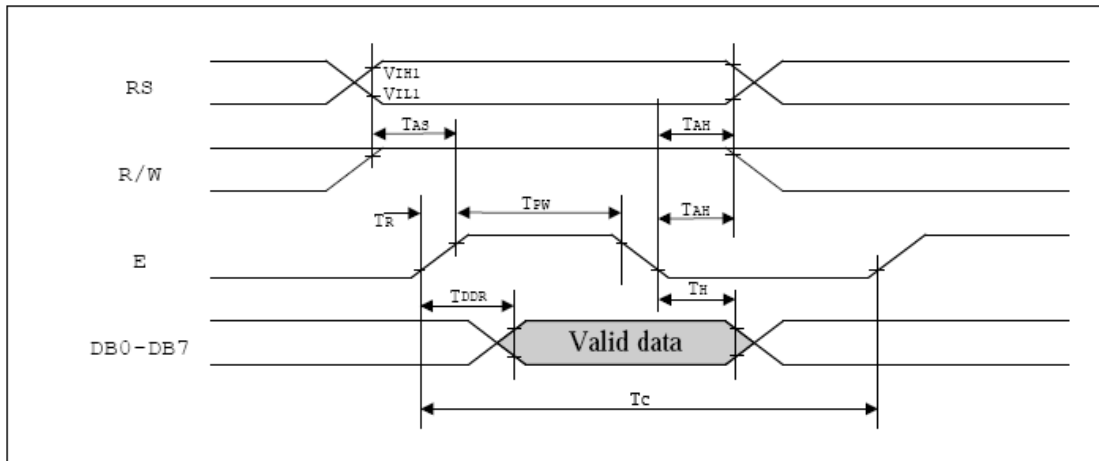 RS
VIH1
VIL1
TAS
TAH
R/W
TPW
TAH
TR
E
TDDR
TH
DB0-DB7
Valid data
TC